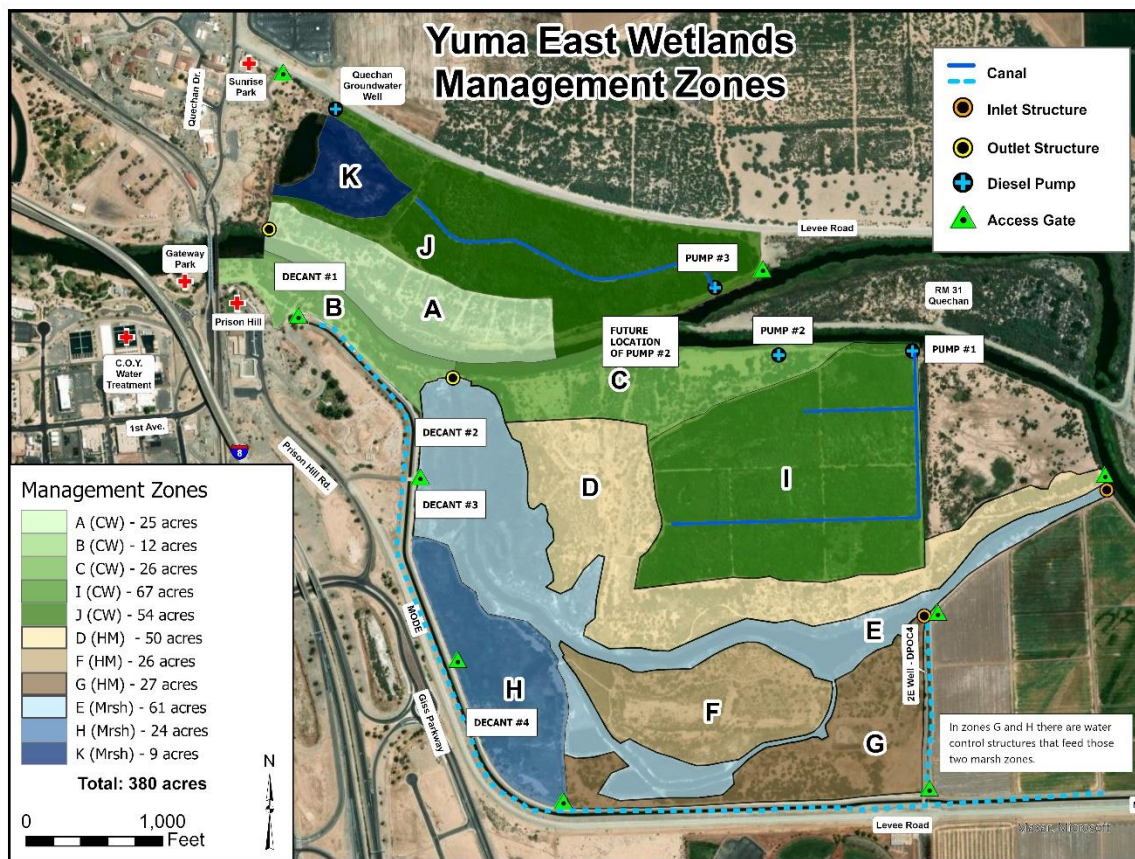 Yuma East Wetlands
Management Zones
Canal
Inlet Structure
Outlet Structure
Diesel Pump
Access Gate
Sunrise
Park
Quechan
Groundwater
Well
Quechan Dr.
K
J
Levee Road
PUMP #3
Gateway
Park
DECANT #1
B
A
RM 31
Quechan
Prison Hill
C.O.Y.
Water
Treatment
FUTURE
LOCATION
OF PUMP #2
PUMP #2
PUMP #1
C
1st Ave.
8
Prison Hill Rd.
DECANT #2
DECANT #3
D
I
MODE
Giss Parkway
H
DECANT #4
E
2E Well - DPOC4
F
G
In zones G and H there are water
control structures that feed those
two marsh zones.
Levee Road
Maxar, Microsoft
Management Zones
A (CW) - 25 acres
B (CW) - 12 acres
C (CW) - 26 acres
I (CW) - 67 acres
J (CW) - 54 acres
D (HM) - 50 acres
F (HM) - 26 acres
G (HM) - 27 acres
E (Mrsh) - 61 acres
H (Mrsh) - 24 acres
K (Mrsh) - 9 acres
Total: 380 acres
N
0 1,000
Feet